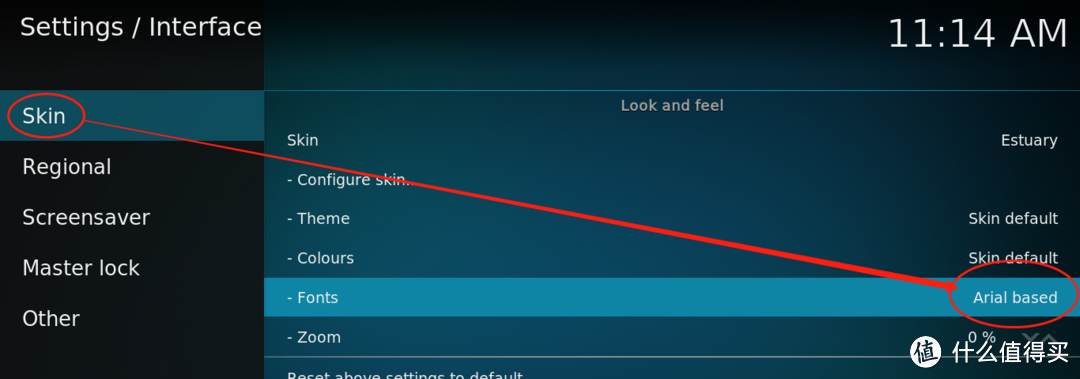 Settings / Interface
11:14 AM
Skin
Regional
Screensaver
Master lock
Other
Look and feel
Skin Estuary
- Configure skin...
- Theme Skin default
- Colours Skin default
- Fonts Arial based
- Zoom 0 %
Reset above settings to default
值 什么值得买